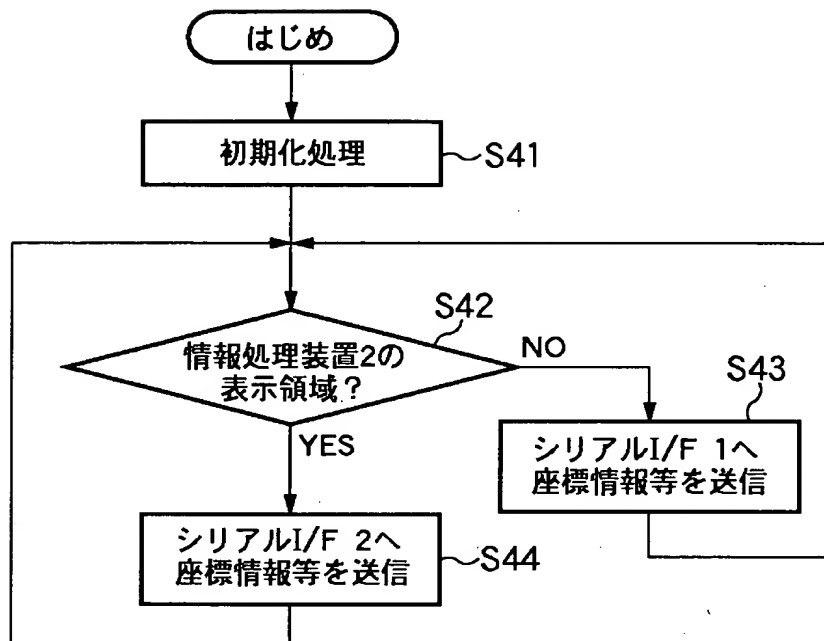 はじめ
初期化処理
S41
S42
情報処理装置2の
表示領域？
NO
YES
S43
シリアルI/F 1へ
座標情報等を送信
シリアルI/F 2へ
座標情報等を送信
S44